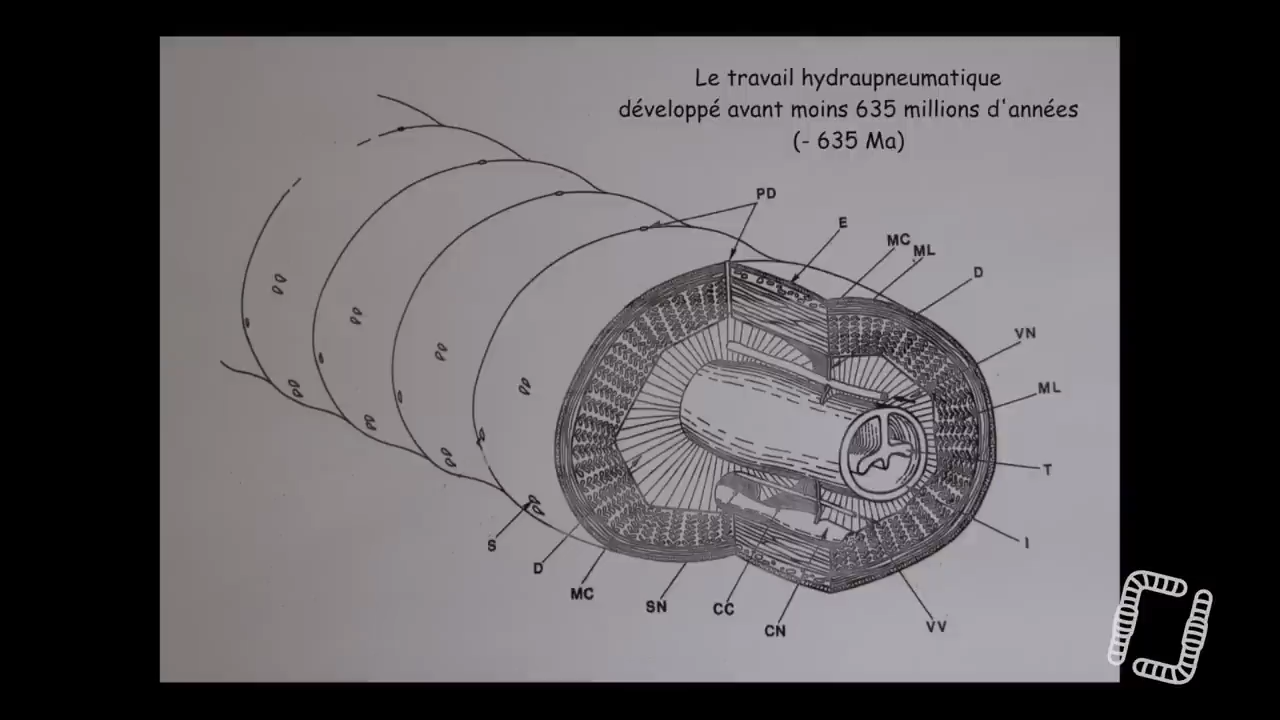 Le travail hydraupneumatique
développé avant moins 635 millions d'années
(- 635 Ma)
PD
E
MC
ML
D
VN
ML
T
I
VV
CN
CC
SN
MC
D
S